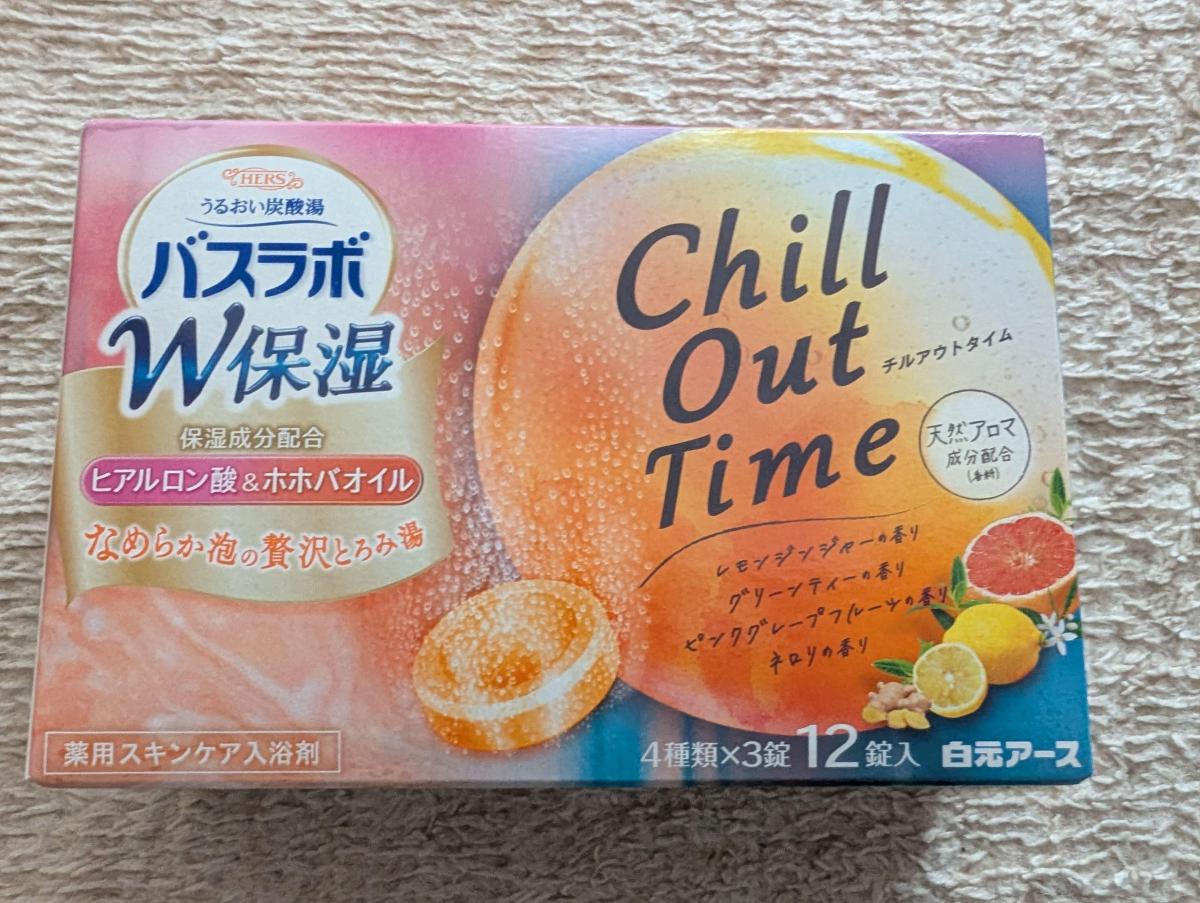 HERS
うるおい炭酸湯
バスラボ
W保湿
保湿成分配合
ヒアルロン酸&ホホバオイル
なめらか泡の贅沢とろみ湯
薬用スキンケア入浴剤
Chill
Out
Time
チルアウトタイム
天然アロマ
成分配合
(香料)
レモンジンジャーの香り
グリーンティーの香り
ピンクグレープフルーツの香り
ネロリの香り
4種類×3錠 12錠入 白元アース